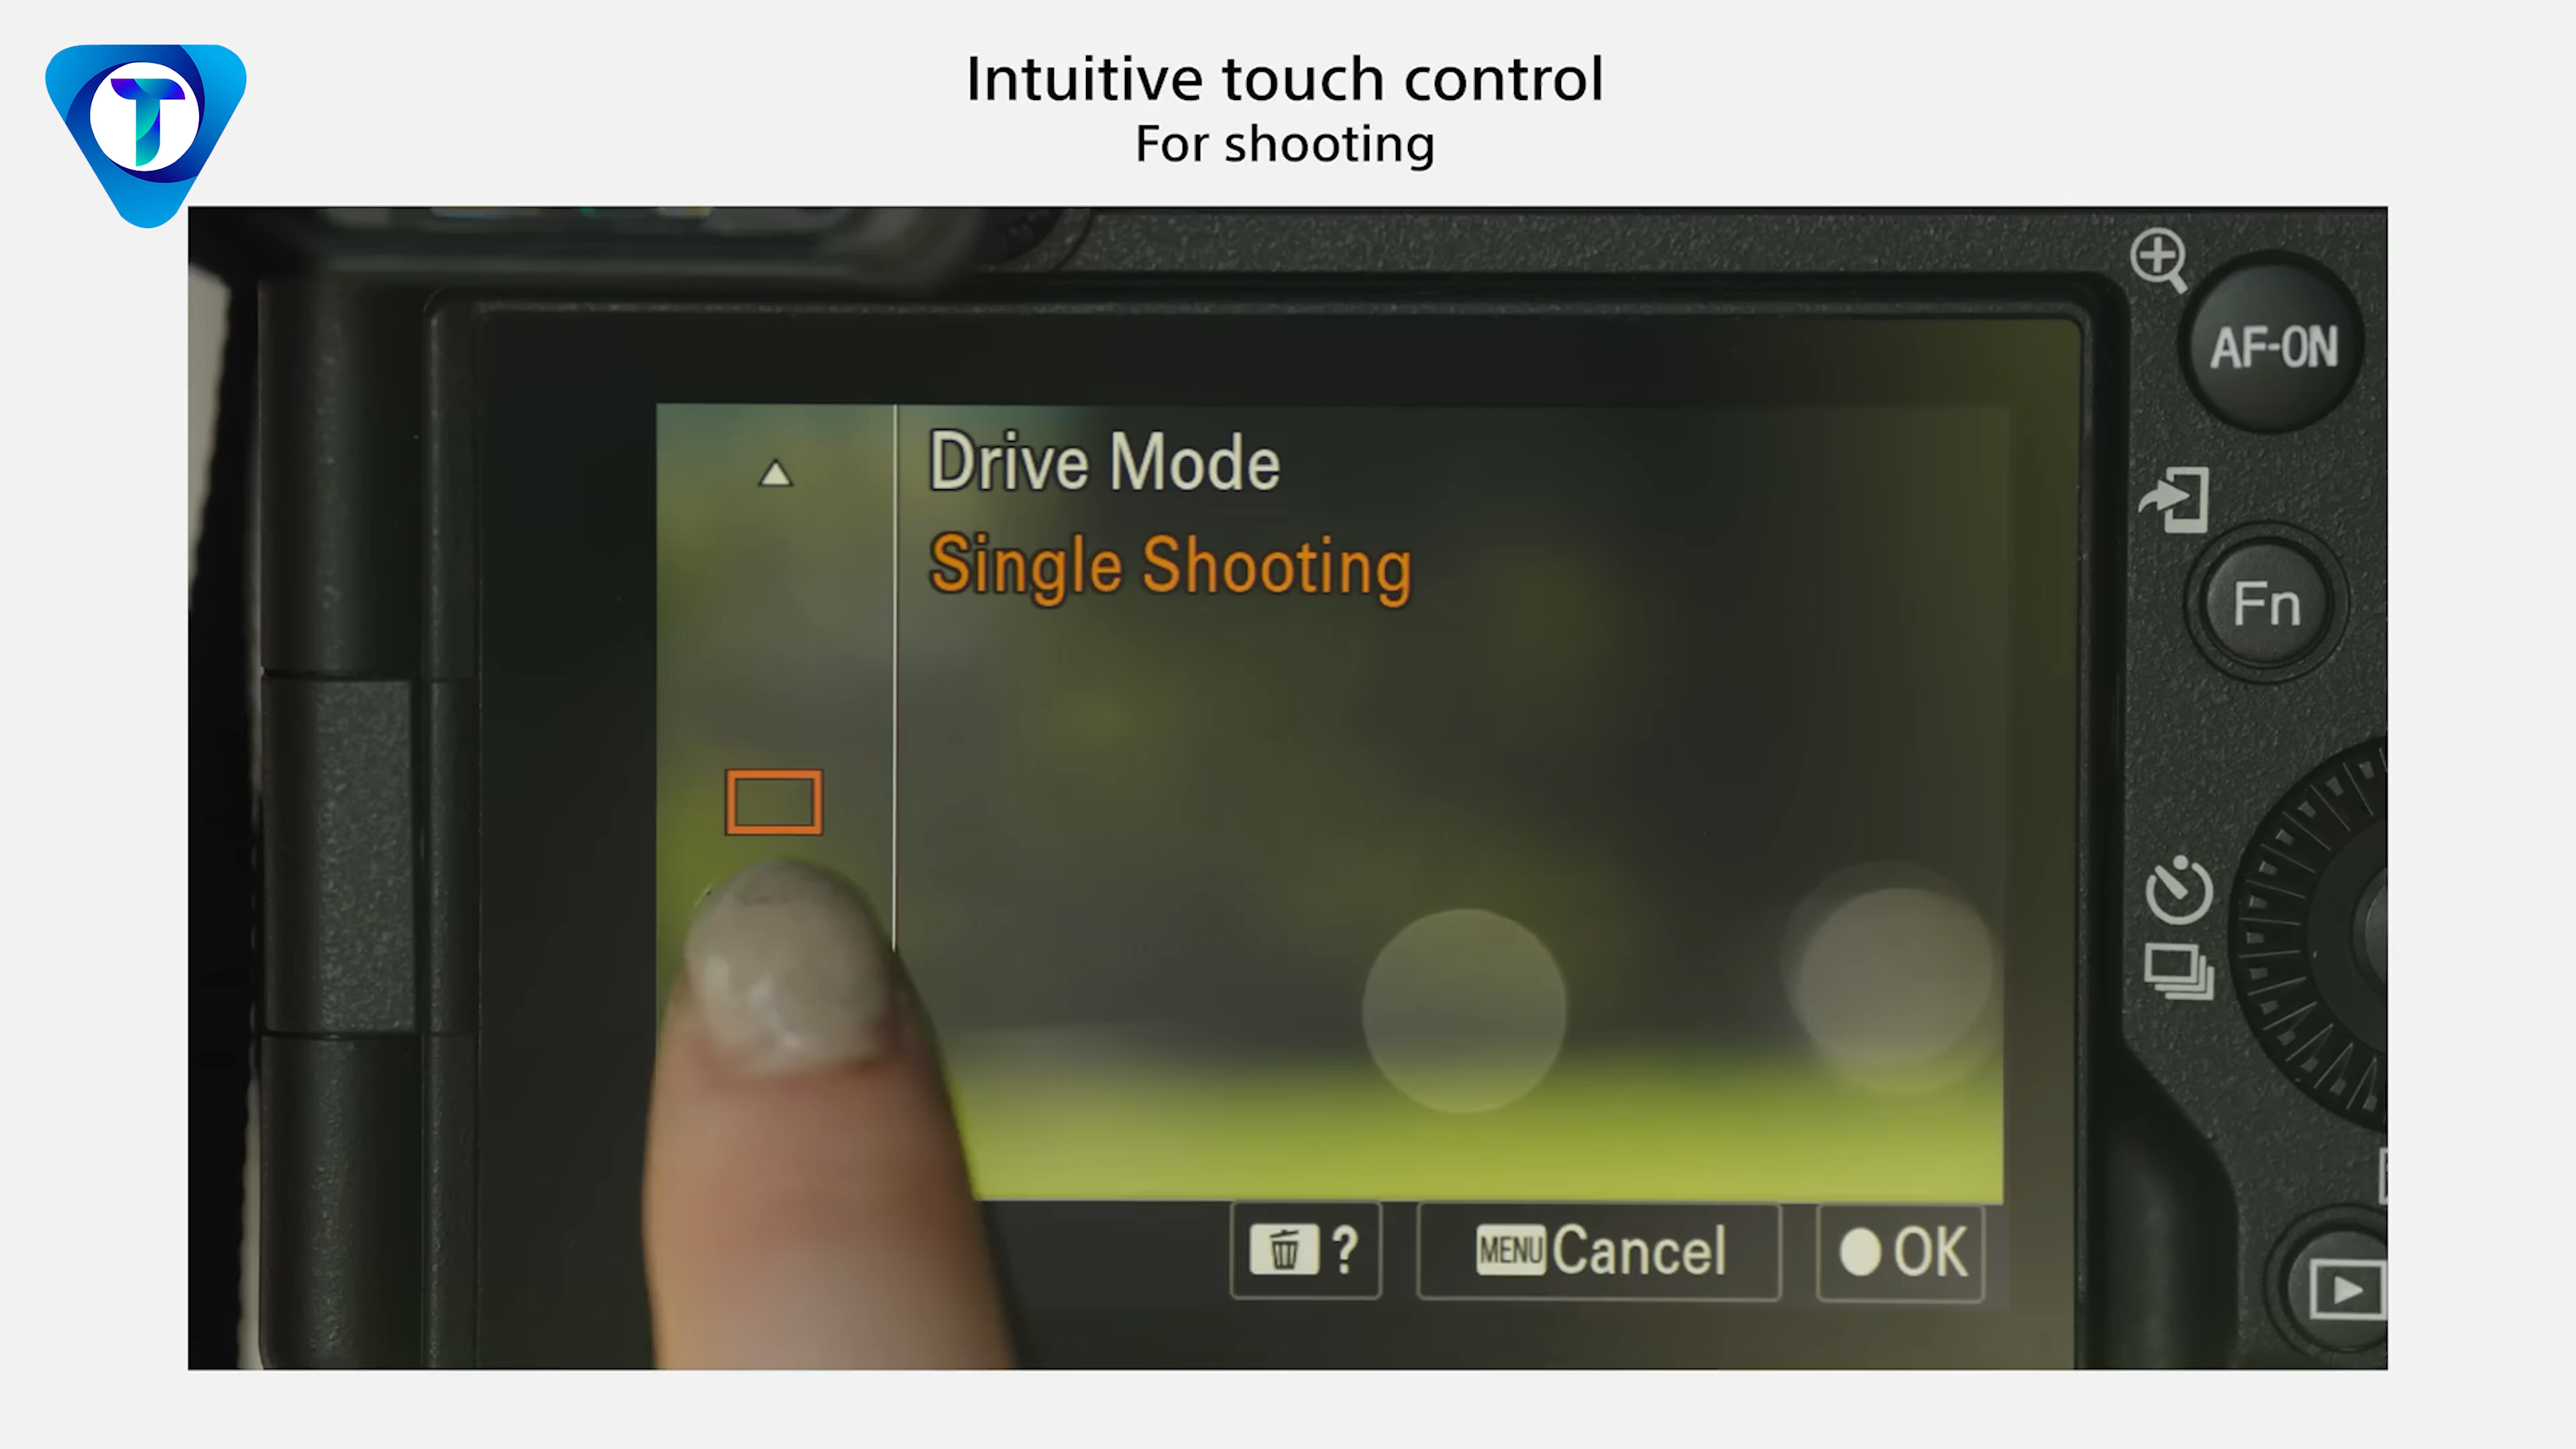 Intuitive touch control
For shooting
AF-ON
Drive Mode
Single Shooting
Fn
?
MENU Cancel
OK